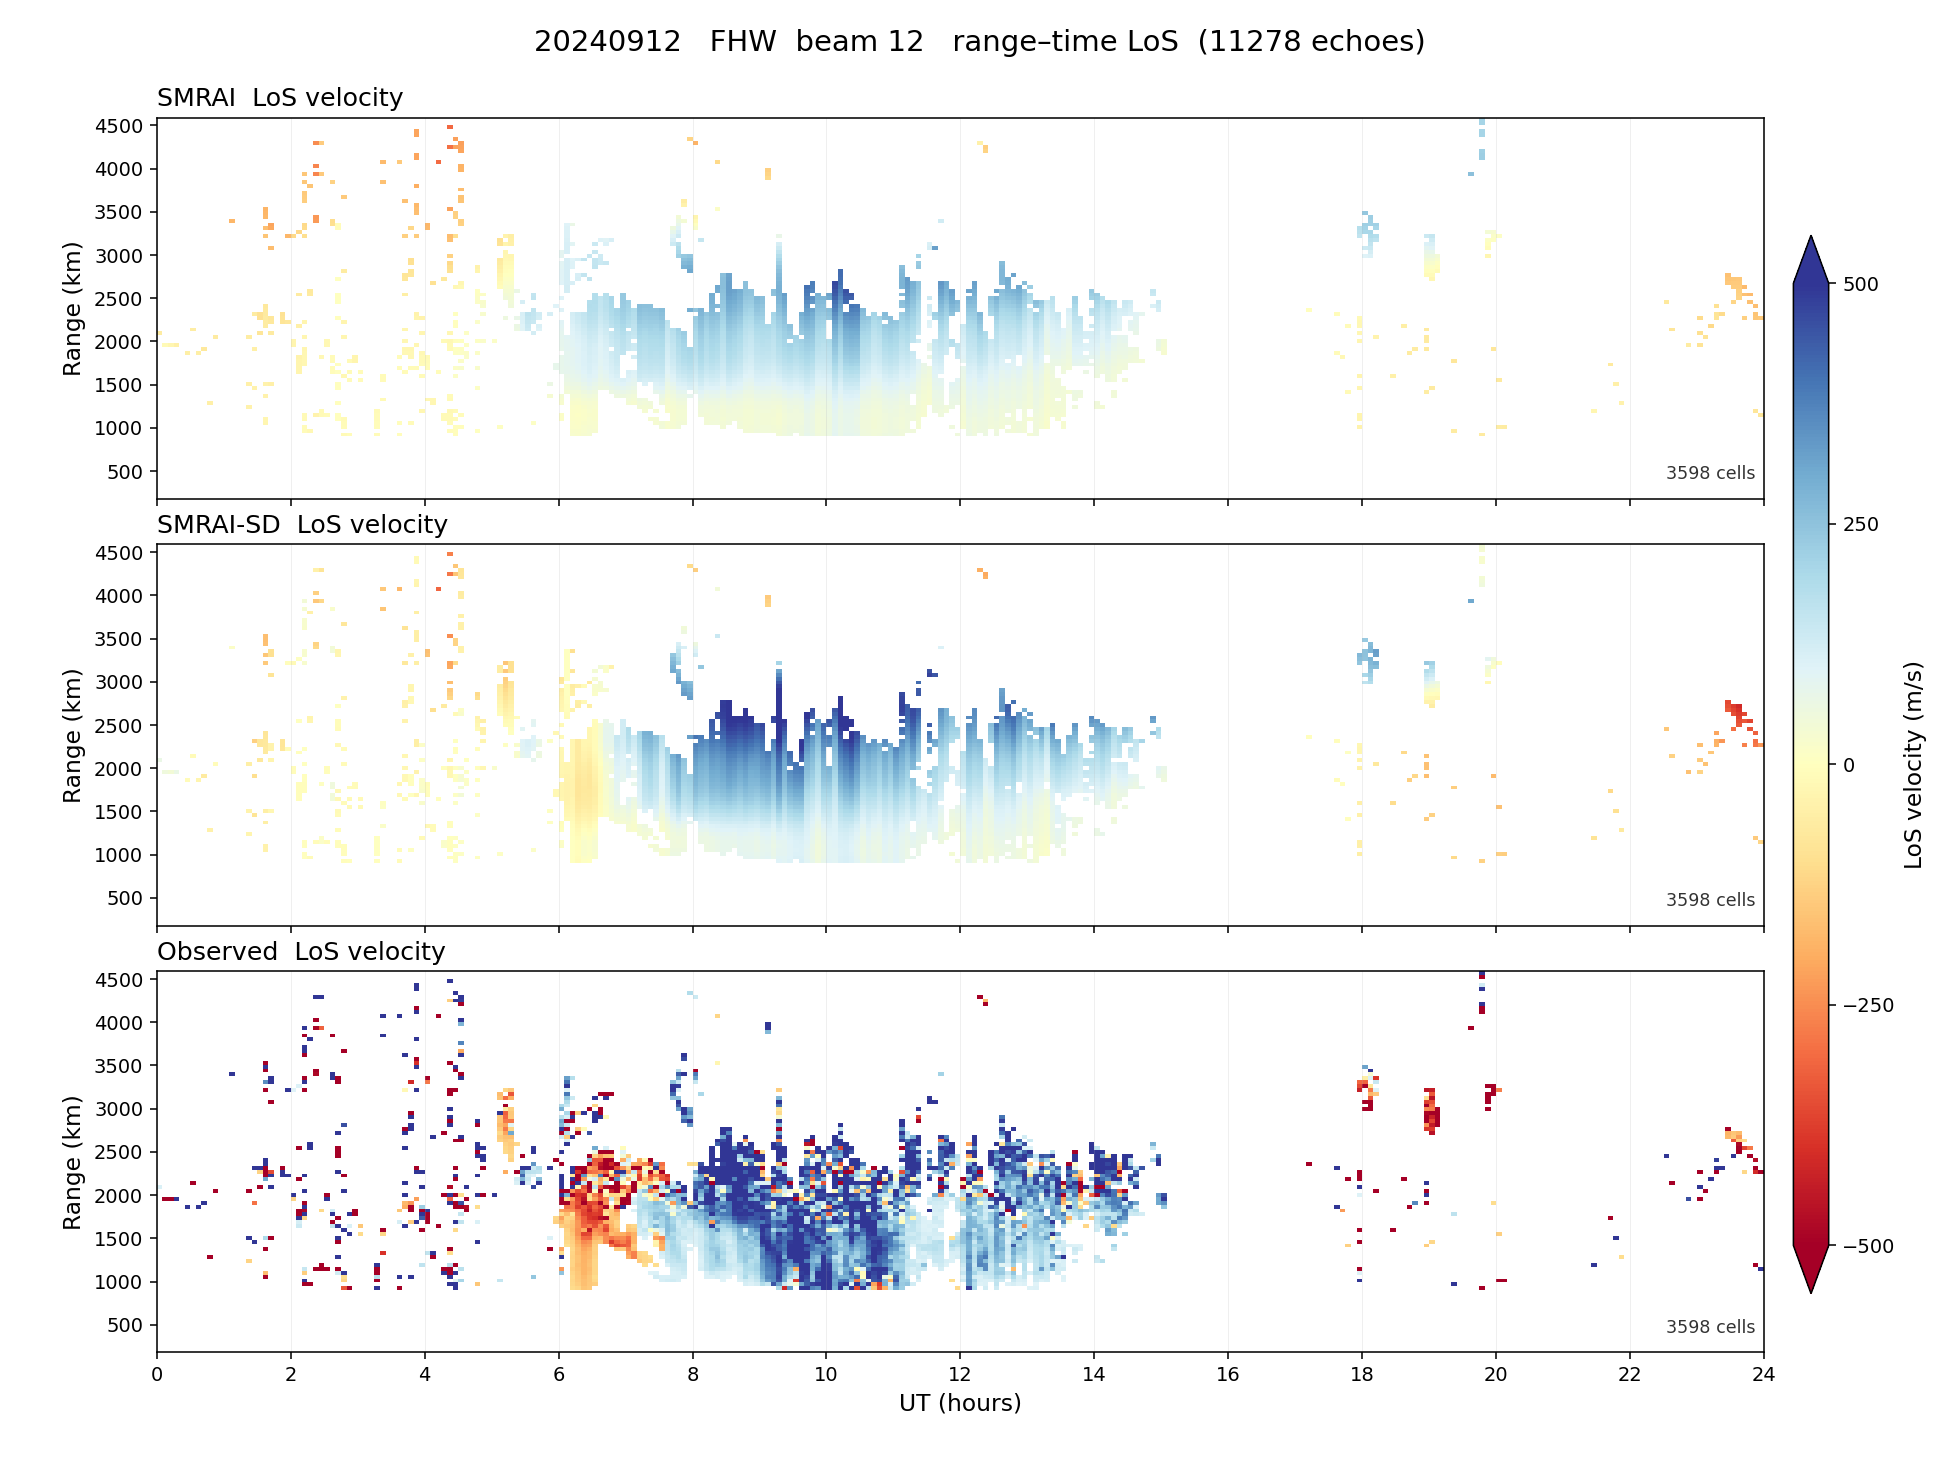 20240912   FHW  beam 12   range–time LoS  (11278 echoes)
SMRAI  LoS velocity
4500
4000
3500
3000
2500
2000
1500
1000
500
Range (km)
3598 cells
SMRAI-SD  LoS velocity
4500
4000
3500
3000
2500
2000
1500
1000
500
Range (km)
3598 cells
Observed  LoS velocity
4500
4000
3500
3000
2500
2000
1500
1000
500
Range (km)
3598 cells
0 2 4 6 8 10 12 14 16 18 20 22 24
UT (hours)
500
250
0
−250
−500
LoS velocity (m/s)